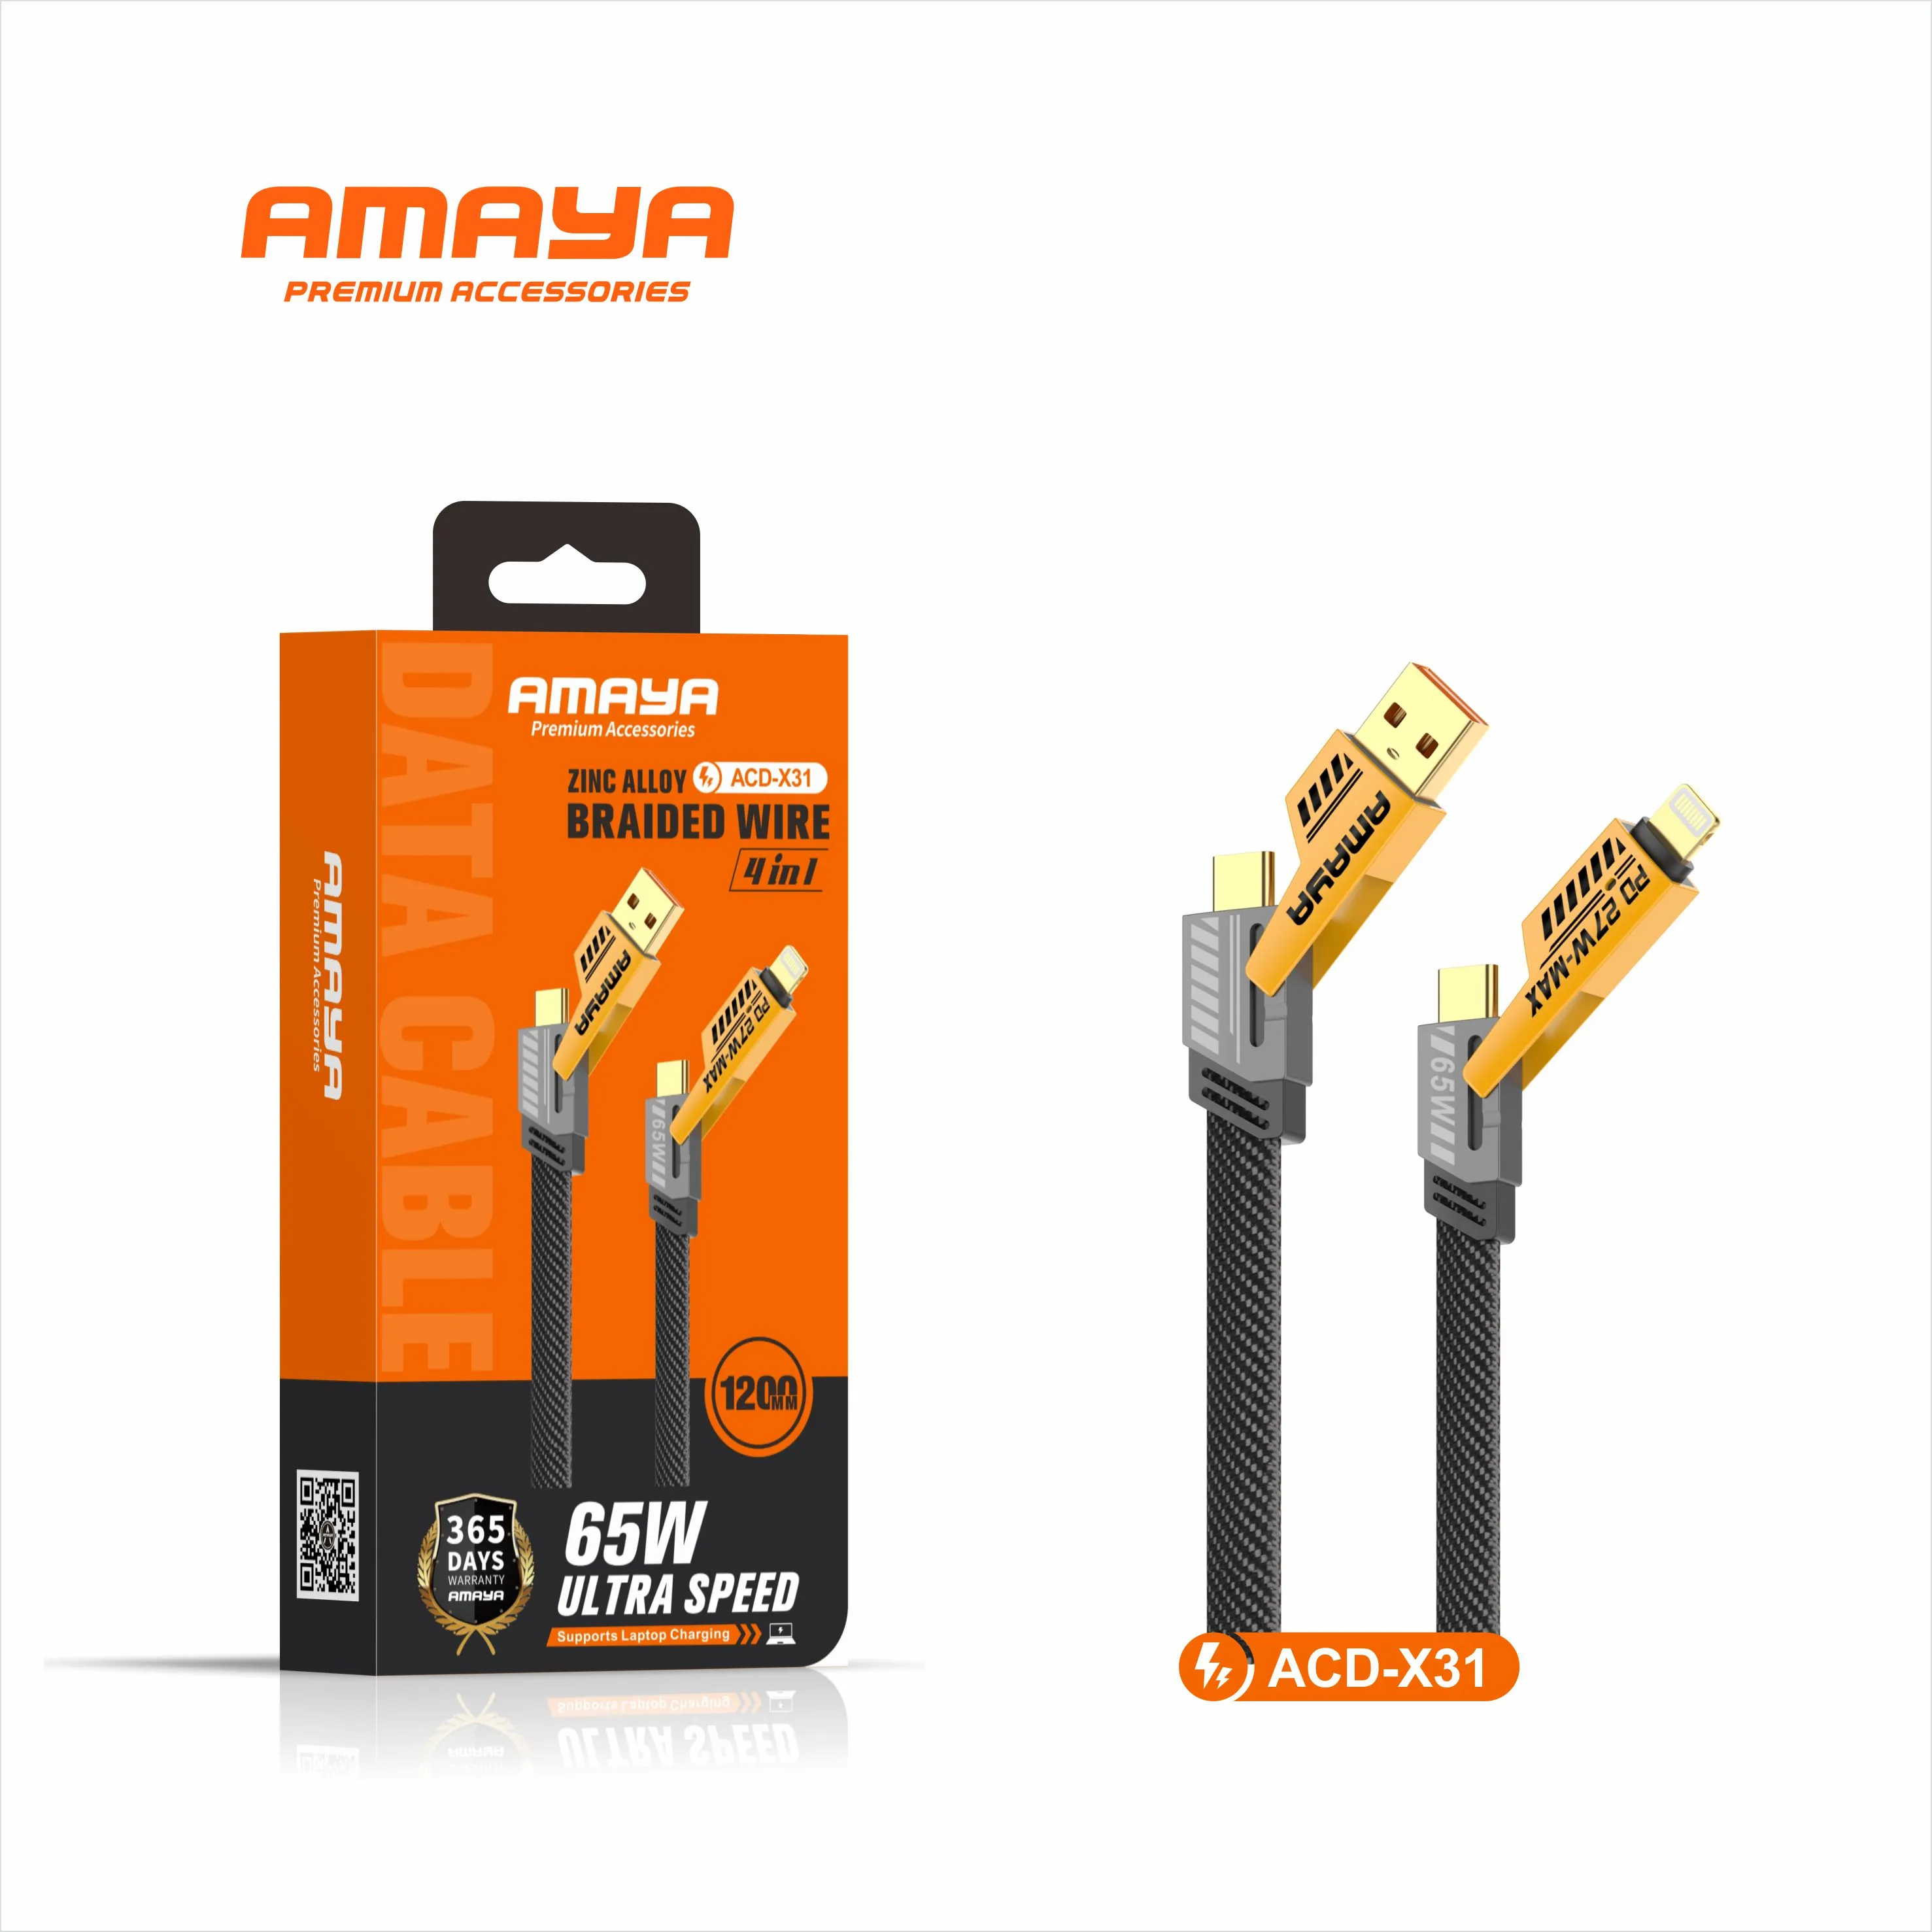 AMAYA
PREMIUM ACCESSORIES
DATA CABLE
AMAYA
Premium Accessories
ZINC ALLOY ACD-X31
BRAIDED WIRE
4in1
AMAYA
Premium Accessories
AMAYA
PD 27W-MAX
65W
1200MM
365
DAYS
WARRANTY
AMAYA
65W
ULTRA SPEED
Supports Laptop Charging
AMAYA
PD 27W-MAX
65W
ACD-X31